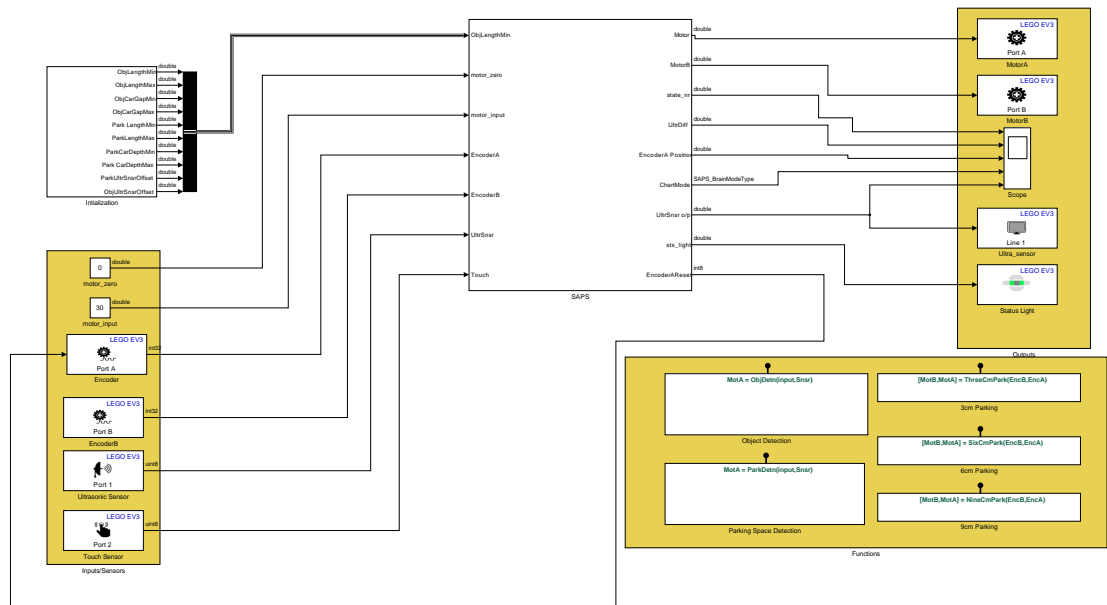 ObjLengthMin
double
ObjLengthMax
double
ObjCarGapMin
double
ObjCarGapMax
double
Park LengthMin
double
ParkLengthMax
double
ParkCarDepthMin
double
Park CarDepthMax
double
ParkUltrSnsrOffset
double
ObjUltrSnsrOffset
double
Intialization
0
double
motor_zero
30
double
motor_input
LEGO EV3
Port A
int32
Encoder
LEGO EV3
Port B
int32
EncoderB
LEGO EV3
Port 1
uint8
Ultrasonic Sensor
LEGO EV3
Port 2
uint8
Touch Sensor
Inputs/Sensors
ObjLengthMin
motor_zero
motor_input
EncoderA
EncoderB
UltrSnsr
Touch
Motor
double
MotorB
double
state_nr
double
UltrDiff
double
EncoderA Position
double
ChartMode
SAPS_BrainModeType
UltrSnsr o/p
double
sts_light
double
EncoderAReset
int8
SAPS
LEGO EV3
Port A
MotorA
LEGO EV3
Port B
MotorB
Scope
LEGO EV3
Line 1
Ultra_sensor
LEGO EV3
Status Light
Outputs
MotA = ObjDetn(input,Snsr)
Object Detection
MotA = ParkDetn(input,Snsr)
Parking Space Detection
[MotB,MotA] = ThreeCmPark(EncB,EncA)
3cm Parking
[MotB,MotA] = SixCmPark(EncB,EncA)
6cm Parking
[MotB,MotA] = NineCmPark(EncB,EncA)
9cm Parking
Functions